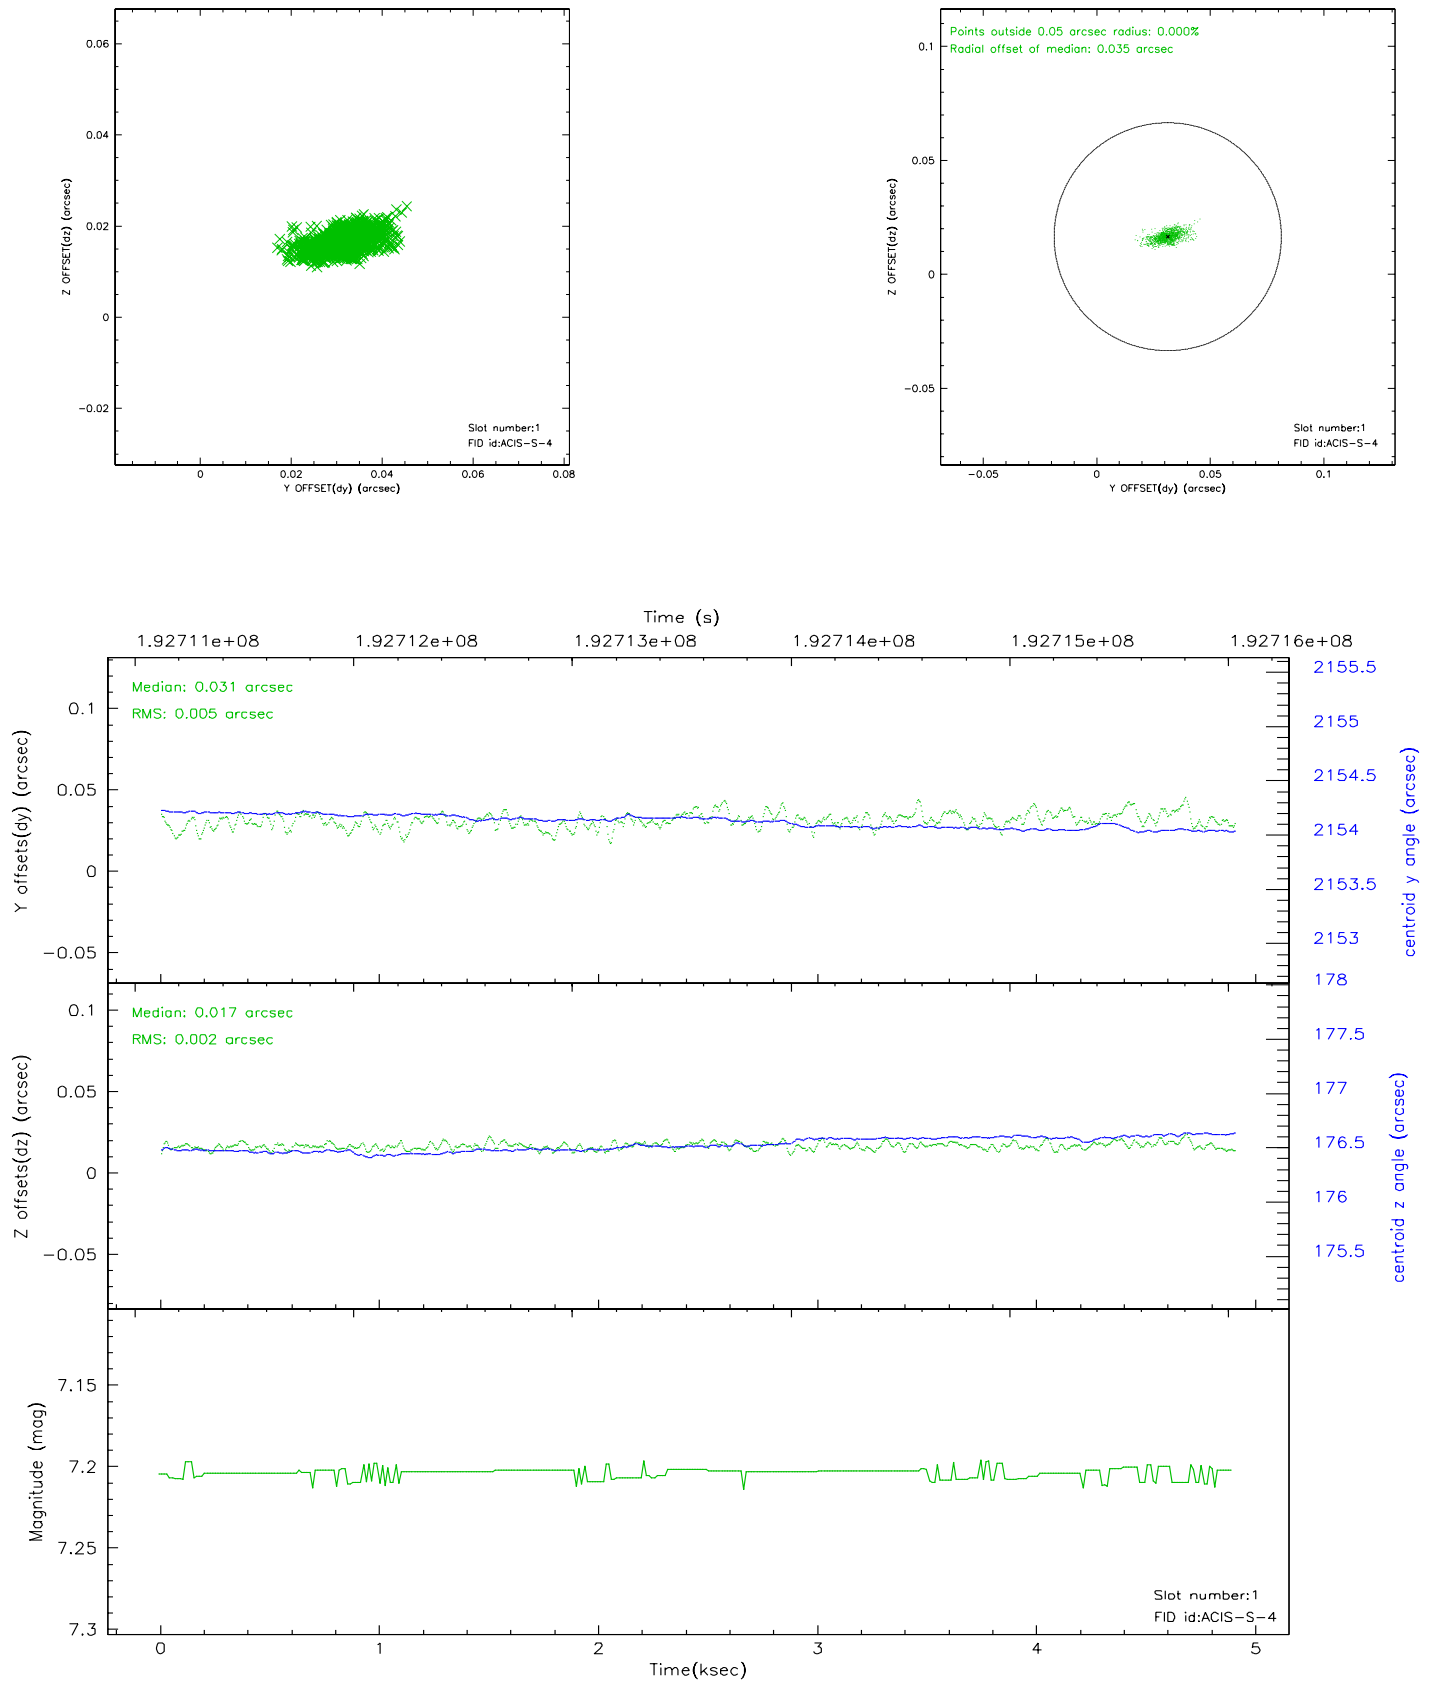 0.06
0.04
0.02
0
−0.02
Z OFFSET(dz) (arcsec)
Slot number:1
FID id:ACIS−S−4
0 0.02 0.04 0.06 0.08
Y OFFSET(dy) (arcsec)
Points outside 0.05 arcsec radius: 0.000%
Radial offset of median: 0.035 arcsec
0.1
0.05
0
−0.05
Z OFFSET(dz) (arcsec)
Slot number:1
FID id:ACIS−S−4
−0.05 0 0.05 0.1
Y OFFSET(dy) (arcsec)
Time (s)
1.92711e+08 1.92712e+08 1.92713e+08 1.92714e+08 1.92715e+08 1.92716e+08
Median: 0.031 arcsec
RMS: 0.005 arcsec
0.1
0.05
0
−0.05
Y offsets(dy) (arcsec)
2155.5
2155
2154.5
2154
2153.5
2153
centroid y angle (arcsec)
Median: 0.017 arcsec
RMS: 0.002 arcsec
0.1
0.05
0
−0.05
Z offsets(dz) (arcsec)
178
177.5
177
176.5
176
175.5
centroid z angle (arcsec)
7.15
7.2
7.25
7.3
Magnitude (mag)
Slot number:1
FID id:ACIS−S−4
0 1 2 3 4 5
Time(ksec)